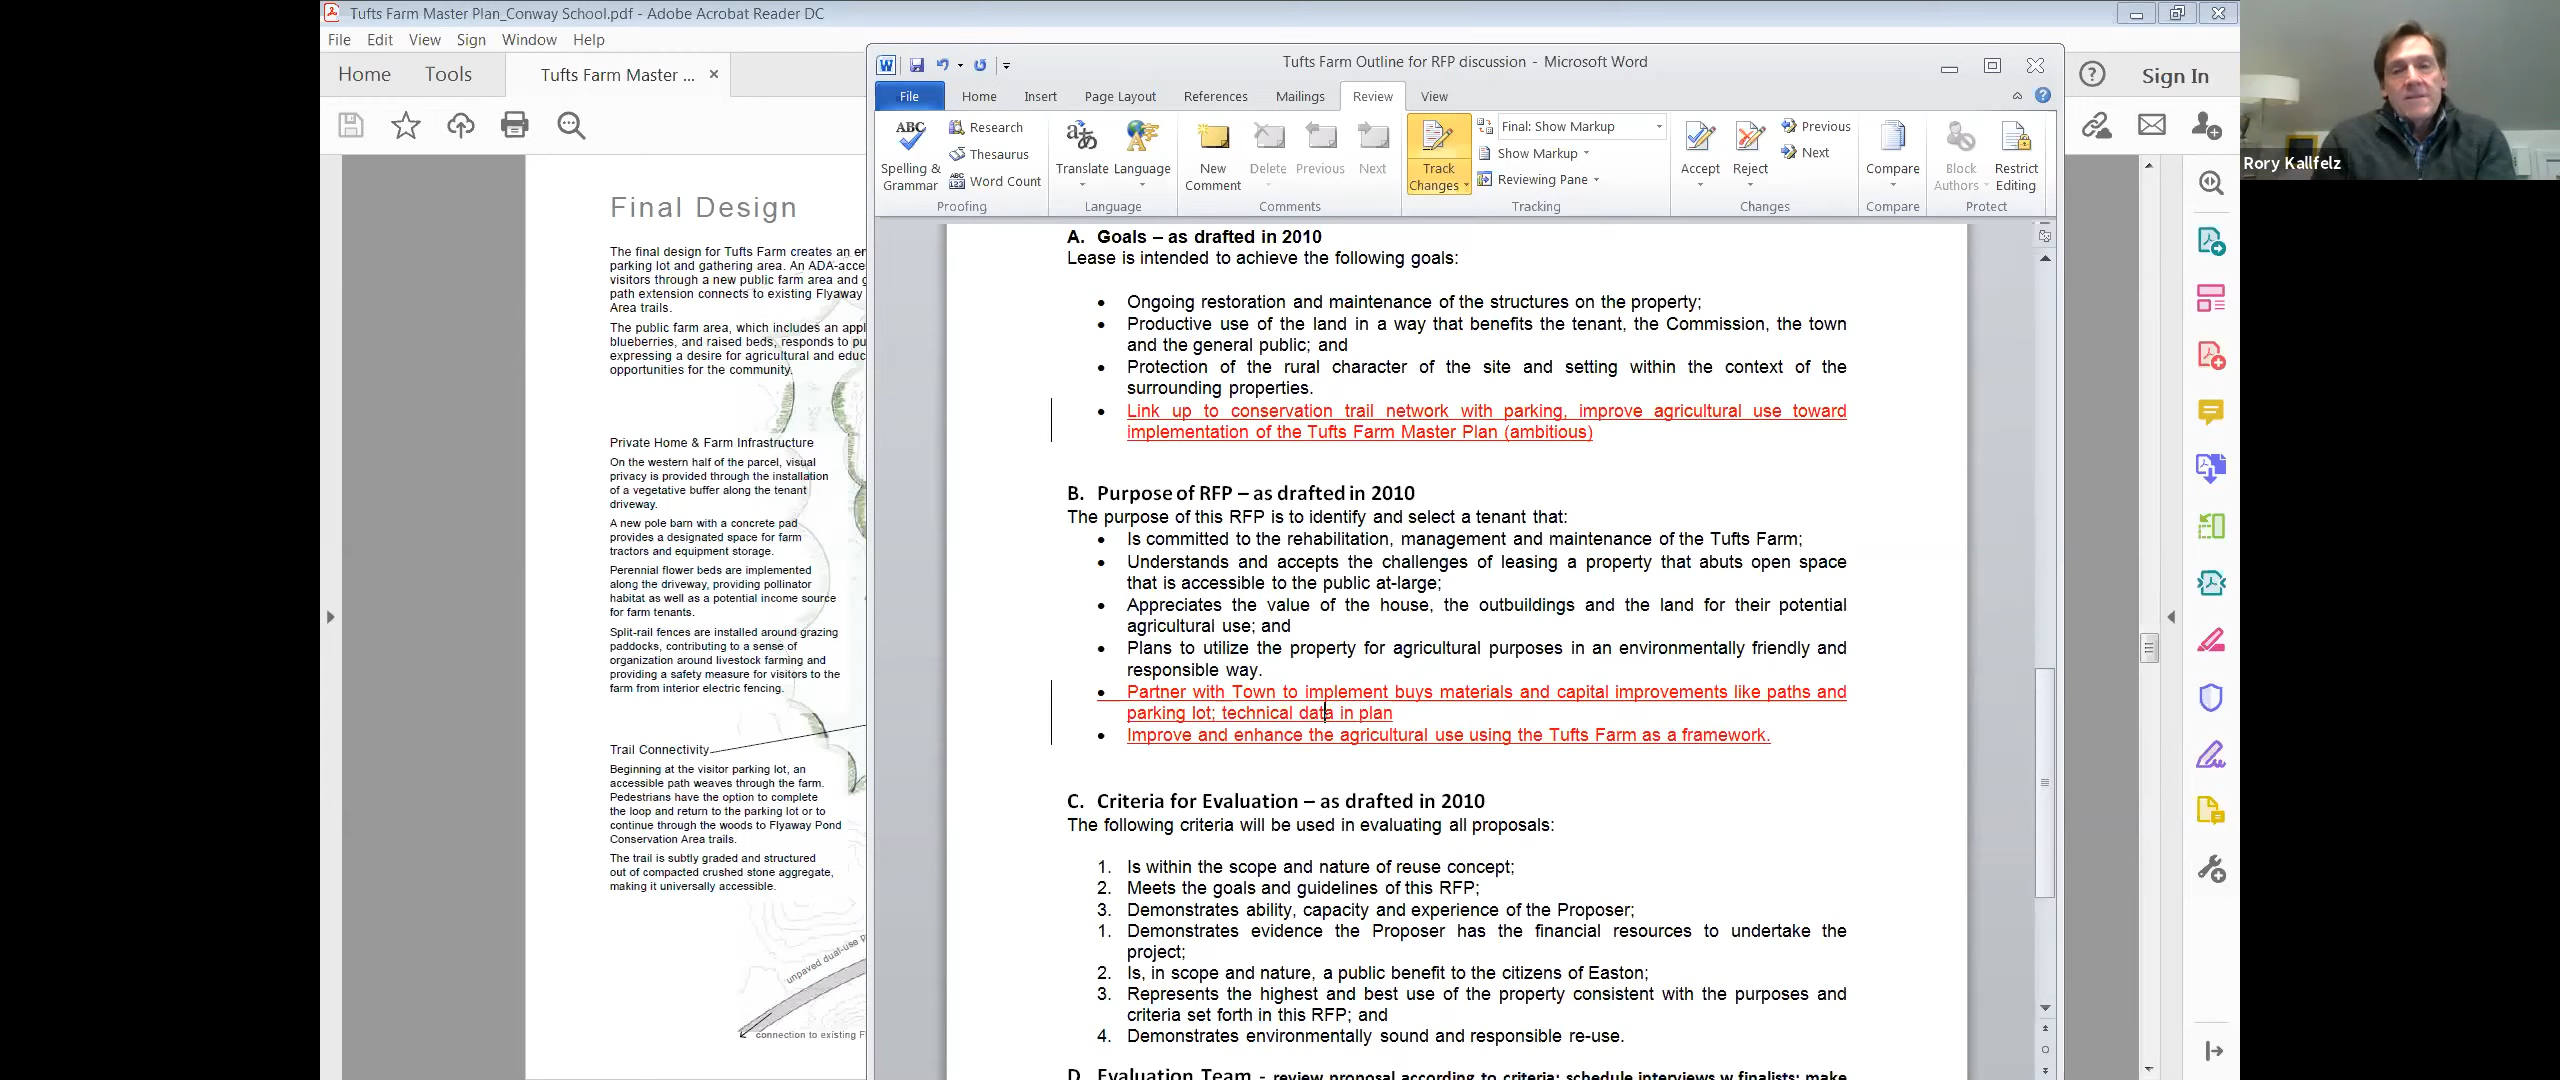 Tufts Farm Master Plan_Conway School.pdf - Adobe Acrobat Reader DC
File Edit View Sign Window Help
Home Tools Tufts Farm Master ... ×
Sign In
Final Design
The final design for Tufts Farm creates an en
parking lot and gathering area. An ADA-acce
visitors through a new public farm area and g
path extension connects to existing Flyaway
Area trails.
The public farm area, which includes an appl
blueberries, and raised beds, responds to pu
expressing a desire for agricultural and educ
opportunities for the community.
Private Home & Farm Infrastructure
On the western half of the parcel, visual
privacy is provided through the installation
of a vegetative buffer along the tenant
driveway.
A new pole barn with a concrete pad
provides a designated space for farm
tractors and equipment storage.
Perennial flower beds are implemented
along the driveway, providing pollinator
habitat as well as a potential income source
for farm tenants.
Split-rail fences are installed around grazing
paddocks, contributing to a sense of
organization around livestock farming and
providing a safety measure for visitors to the
farm from interior electric fencing.
Trail Connectivity
Beginning at the visitor parking lot, an
accessible path weaves through the farm.
Pedestrians have the option to complete
the loop and return to the parking lot or to
continue through the woods to Flyaway Pond
Conservation Area trails.
The trail is subtly graded and structured
out of compacted crushed stone aggregate,
making it universally accessible.
unpaved dual-use p
connection to existing F
Tufts Farm Outline for RFP discussion - Microsoft Word
File Home Insert Page Layout References Mailings Review View
ABC Spelling & Grammar
Research
Thesaurus
ABC 123 Word Count
Proofing
Translate Language
Language
New Comment Delete Previous Next
Comments
Track Changes
Final: Show Markup
Show Markup
Reviewing Pane
Tracking
Accept Reject Previous Next
Changes
Compare
Compare
Block Authors Restrict Editing
Protect
A. Goals – as drafted in 2010
Lease is intended to achieve the following goals:
• Ongoing restoration and maintenance of the structures on the property;
• Productive use of the land in a way that benefits the tenant, the Commission, the town
and the general public; and
• Protection of the rural character of the site and setting within the context of the
surrounding properties.
• Link up to conservation trail network with parking, improve agricultural use toward
implementation of the Tufts Farm Master Plan (ambitious)
B. Purpose of RFP – as drafted in 2010
The purpose of this RFP is to identify and select a tenant that:
• Is committed to the rehabilitation, management and maintenance of the Tufts Farm;
• Understands and accepts the challenges of leasing a property that abuts open space
that is accessible to the public at-large;
• Appreciates the value of the house, the outbuildings and the land for their potential
agricultural use; and
• Plans to utilize the property for agricultural purposes in an environmentally friendly and
responsible way.
• Partner with Town to implement buys materials and capital improvements like paths and
parking lot; technical data in plan
• Improve and enhance the agricultural use using the Tufts Farm as a framework.
C. Criteria for Evaluation – as drafted in 2010
The following criteria will be used in evaluating all proposals:
1. Is within the scope and nature of reuse concept;
2. Meets the goals and guidelines of this RFP;
3. Demonstrates ability, capacity and experience of the Proposer;
1. Demonstrates evidence the Proposer has the financial resources to undertake the
project;
2. Is, in scope and nature, a public benefit to the citizens of Easton;
3. Represents the highest and best use of the property consistent with the purposes and
criteria set forth in this RFP; and
4. Demonstrates environmentally sound and responsible re-use.
D. Evaluation Team - review proposal according to criteria; schedule interviews w finalists; make
Rory Kallfelz